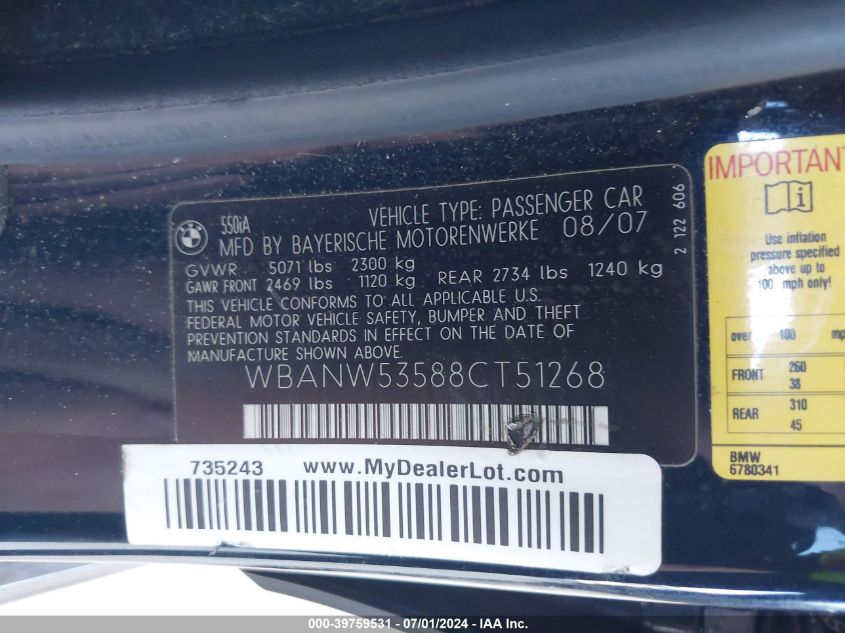 550iA
VEHICLE TYPE: PASSENGER CAR
MFD BY BAYERISCHE MOTORENWERKE 08/07
GVWR 5071 lbs 2300 kg
GAWR FRONT 2469 lbs 1120 kg REAR 2734 lbs 1240 kg
THIS VEHICLE CONFORMS TO ALL APPLICABLE U.S.
FEDERAL MOTOR VEHICLE SAFETY, BUMPER AND THEFT
PREVENTION STANDARDS IN EFFECT ON THE DATE OF
MANUFACTURE SHOWN ABOVE.
WBANW53588CT51268
2 122 606
735243 www.MyDealerLot.com
IMPORTANT
Use inflation
pressure specified
above up to
100 mph only!
over 100 mp
FRONT 260
38
REAR 310
45
BMW
6780341
IAA-39759531 - 07/01/2024 - © IAA, Inc.